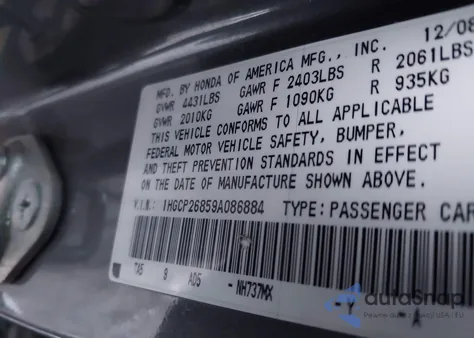 MFD. BY HONDA OF AMERICA MFG., INC. 12/08
GVWR 4431LBS GAWR F 2403LBS R 2061LBS
GVWR 2010KG GAWR F 1090KG R 935KG
THIS VEHICLE CONFORMS TO ALL APPLICABLE
FEDERAL MOTOR VEHICLE SAFETY, BUMPER,
AND THEFT PREVENTION STANDARDS IN EFFECT
ON THE DATE OF MANUFACTURE SHOWN ABOVE.
V.I.N: 1HGCP26859A086884 TYPE:PASSENGER CAR
TA5 8 A05 -NH737MX -Y A
autoSnap